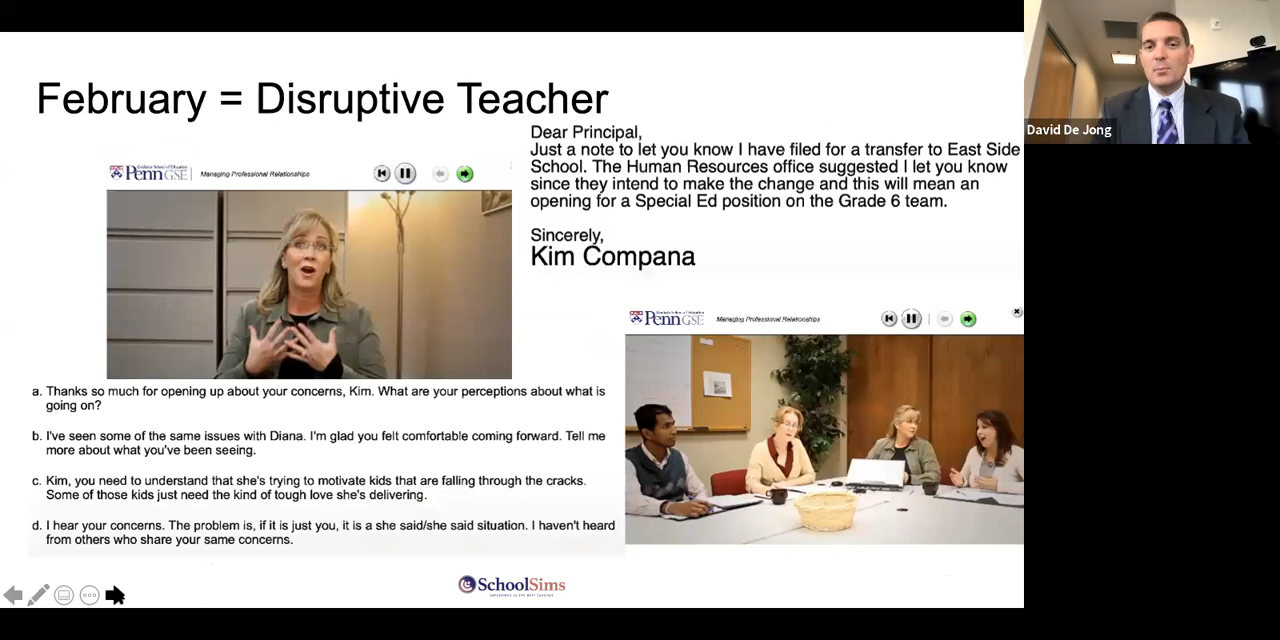 February = Disruptive Teacher
David De Jong
Dear Principal,
Just a note to let you know I have filed for a transfer to East Side
School. The Human Resources office suggested I let you know
since they intend to make the change and this will mean an
opening for a Special Ed position on the Grade 6 team.
Sincerely,
Kim Compana
Penn GSE
Managing Professional Relationships
Penn GSE
Managing Professional Relationships
a. Thanks so much for opening up about your concerns, Kim. What are your perceptions about what is
going on?
b. I've seen some of the same issues with Diana. I'm glad you felt comfortable coming forward. Tell me
more about what you've been seeing.
c. Kim, you need to understand that she's trying to motivate kids that are falling through the cracks.
Some of those kids just need the kind of tough love she's delivering.
d. I hear your concerns. The problem is, if it is just you, it is a she said/she said situation. I haven't heard
from others who share your same concerns.
SchoolSims